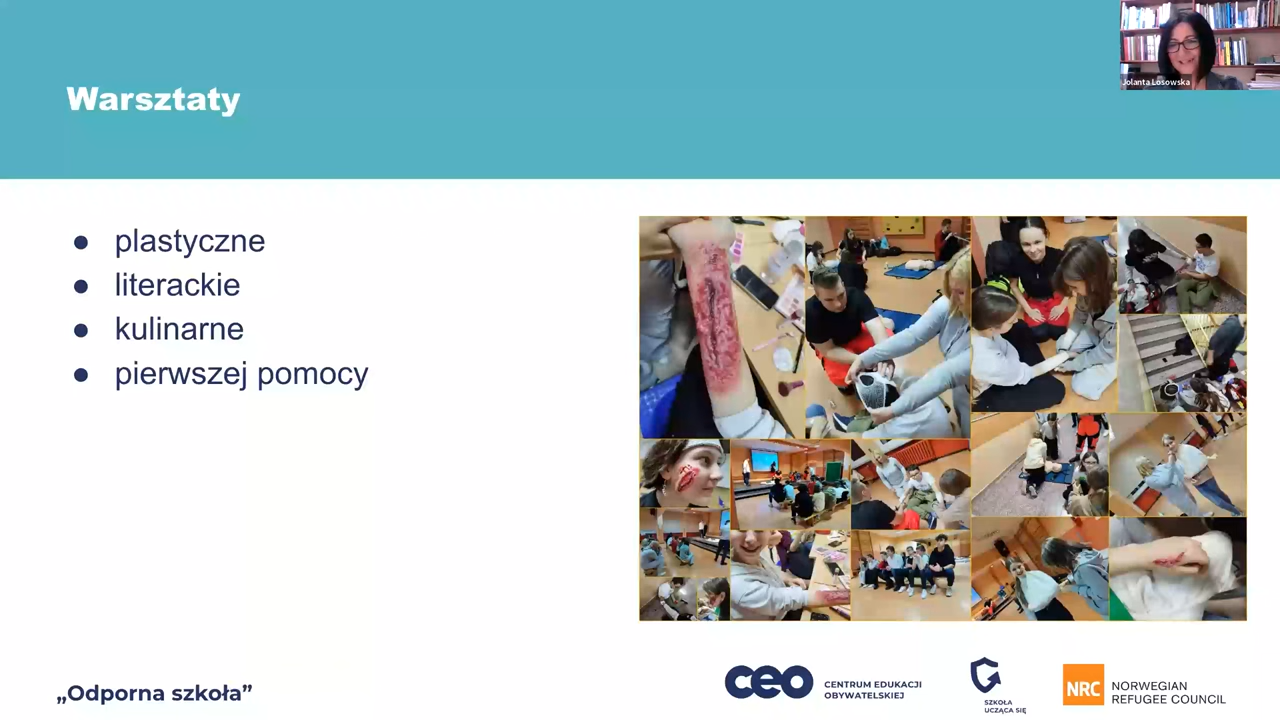 Jolanta Losowska
Warsztaty
● plastyczne
● literackie
● kulinarne
● pierwszej pomocy
„Odporna szkoła”
ceo
CENTRUM EDUKACJI
OBYWATELSKIEJ
SZKOŁA
UCZĄCA SIĘ
NRC
NORWEGIAN
REFUGEE COUNCIL